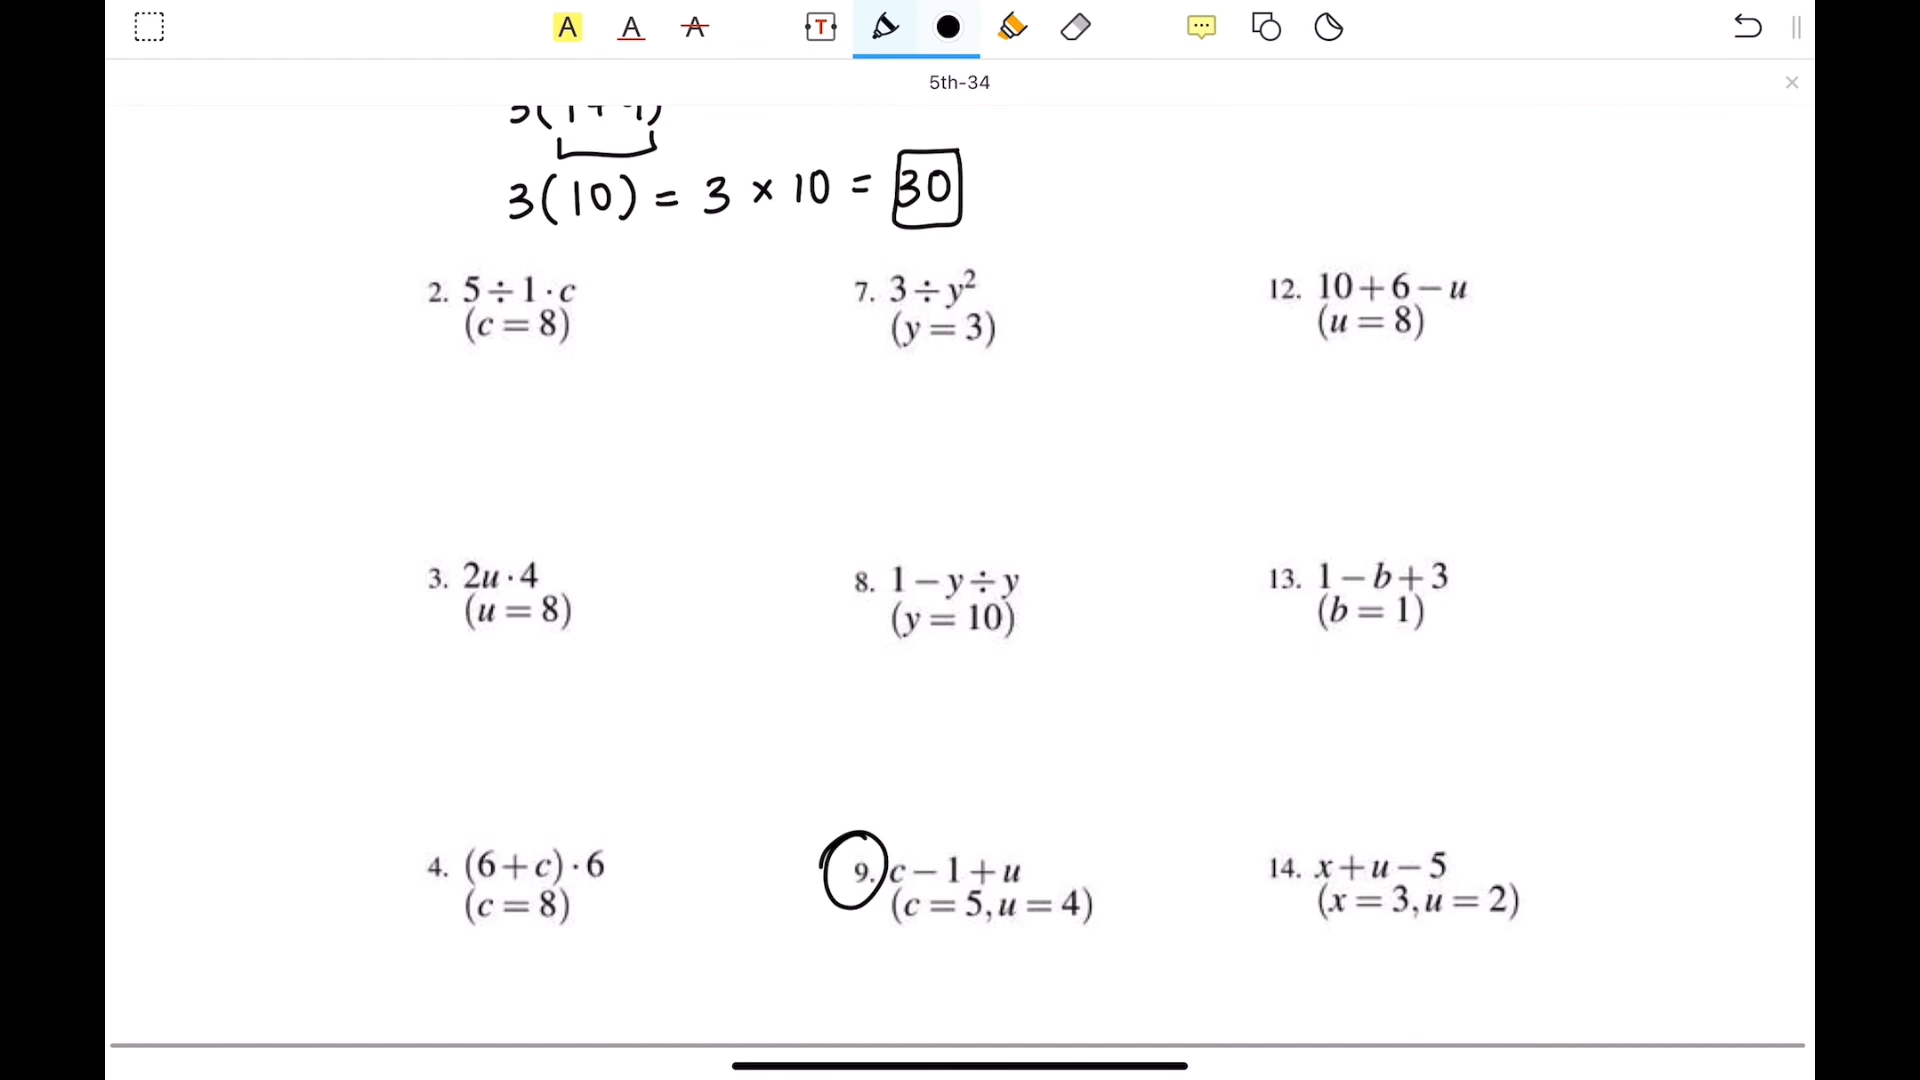 A A A T
5th-34
3(10) = 3 × 10 = 30
2. 5÷1·c
(c = 8)
7. 3÷y²
(y = 3)
12. 10+6−u
(u = 8)
3. 2u·4
(u = 8)
8. 1−y÷y
(y = 10)
13. 1−b+3
(b = 1)
4. (6+c)·6
(c = 8)
9. c−1+u
(c = 5,u = 4)
14. x+u−5
(x = 3,u = 2)